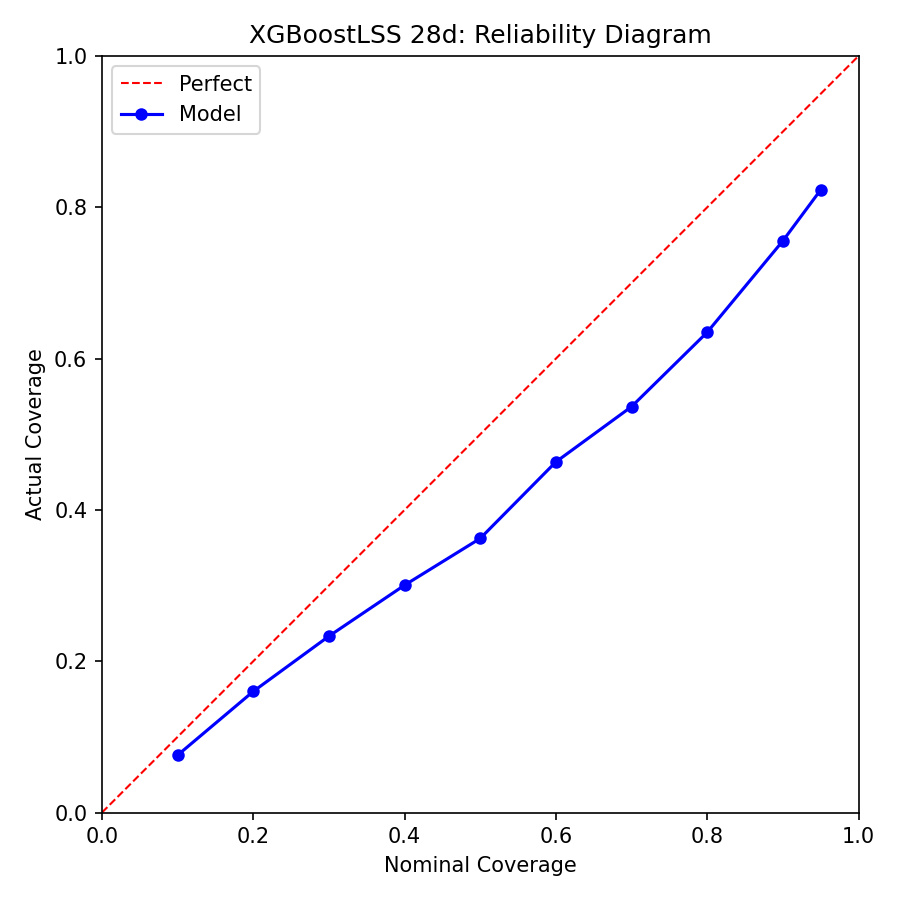 XGBoostLSS 28d: Reliability Diagram
Perfect
Model
1.0
0.8
0.6
0.4
0.2
0.0
Actual Coverage
0.0 0.2 0.4 0.6 0.8 1.0
Nominal Coverage